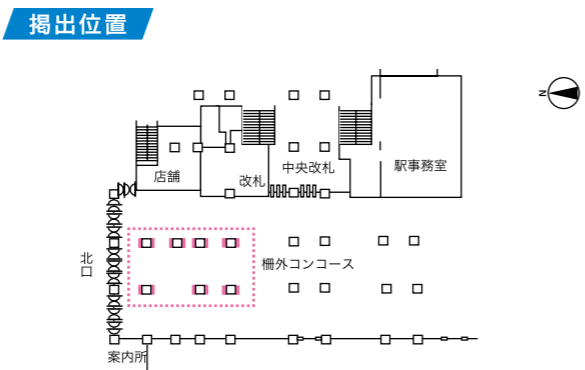 掲出位置
N
店舗
改札
中央改札
駅事務室
北口
柵外コンコース
案内所